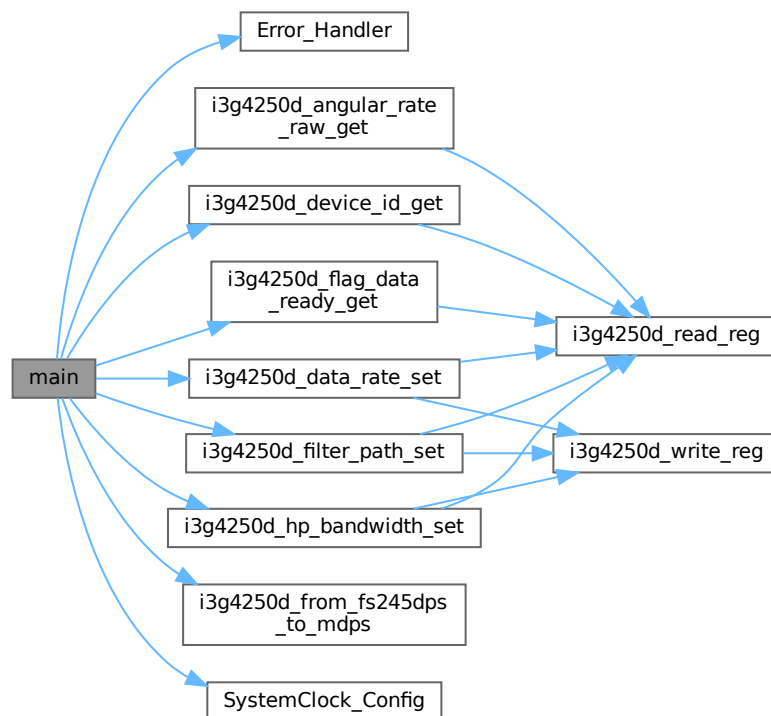 Error_Handler
i3g4250d_angular_rate
_raw_get
i3g4250d_device_id_get
i3g4250d_flag_data
_ready_get
i3g4250d_read_reg
main
i3g4250d_data_rate_set
i3g4250d_filter_path_set
i3g4250d_write_reg
i3g4250d_hp_bandwidth_set
i3g4250d_from_fs245dps
_to_mdps
SystemClock_Config